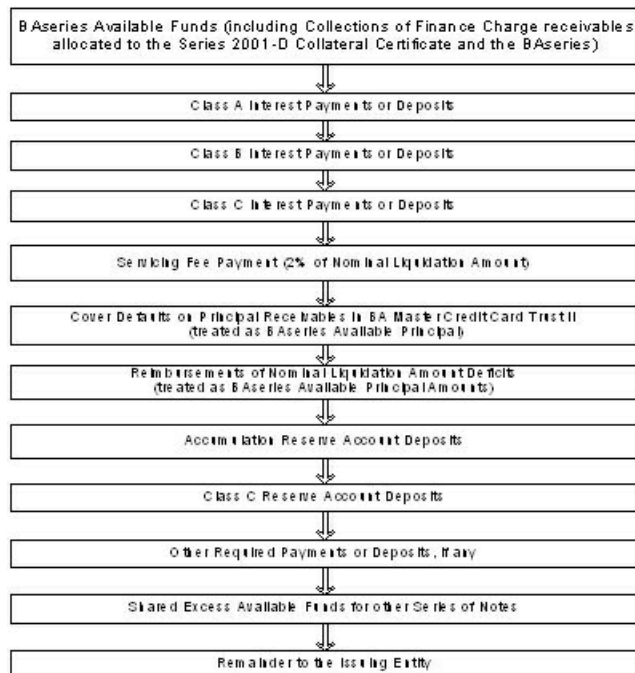 BAseries Available Funds (including Collections of Finance Charge receivables
allocated to the Series 2001-D Collateral Certificate and the BAseries)
Class A Interest Payments or Deposits
Class B Interest Payments or Deposits
Class C Interest Payments or Deposits
Servicing Fee Payment (2% of Nominal Liquidation Amount)
Cover Defaults on Principal Receivables in BA Master Credit Card Trust II
(treated as BAseries Available Principal)
Reimbursements of Nominal Liquidation Amount Deficits
(treated as BAseries Available Principal Amounts)
Accumulation Reserve Account Deposits
Class C Reserve Account Deposits
Other Required Payments or Deposits, if any
Shared Excess Available Funds for other Series of Notes
Remainder to the Issuing Entity